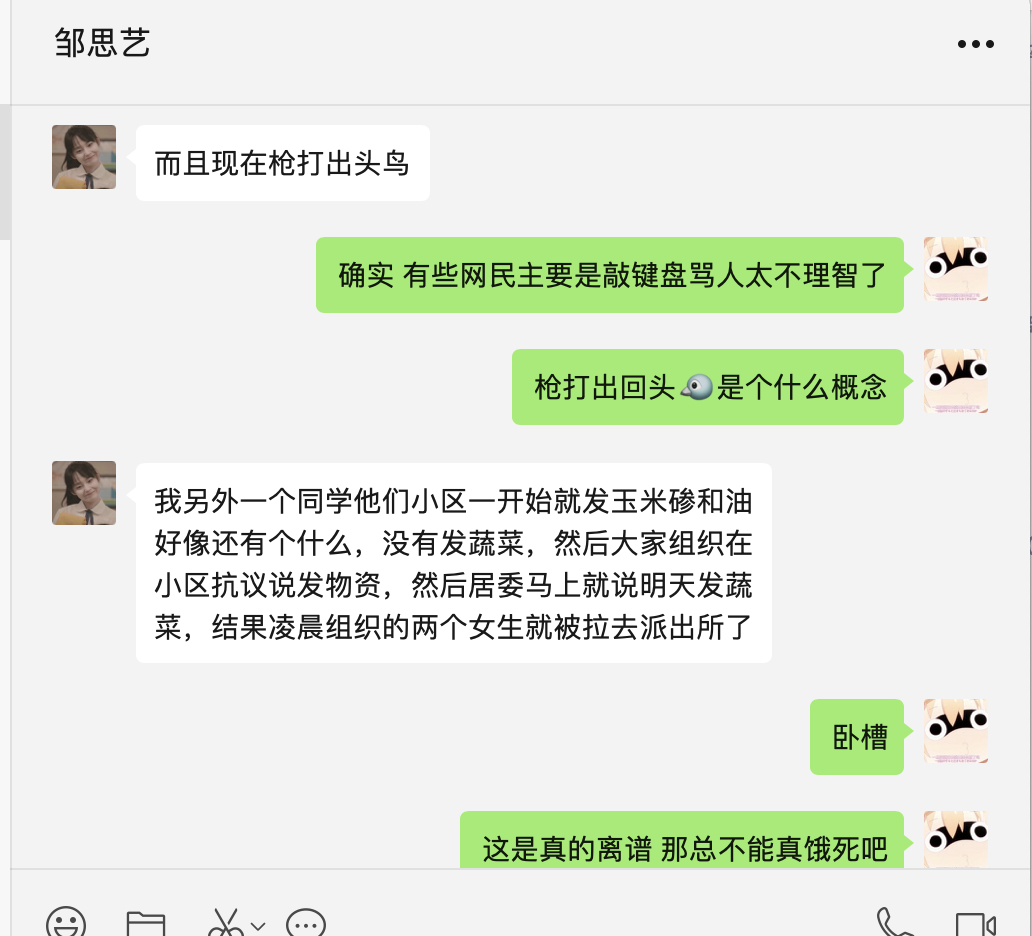 邹思艺
而且现在枪打出头鸟
确实 有些网民主要是敲键盘骂人太不理智了
枪打出回头🐦是个什么概念
我另外一个同学他们小区一开始就发玉米碜和油
好像还有个什么，没有发蔬菜，然后大家组织在
小区抗议说发物资，然后居委马上就说明天发蔬
菜，结果凌晨组织的两个女生就被拉去派出所了
卧槽
这是真的离谱 那总不能真饿死吧